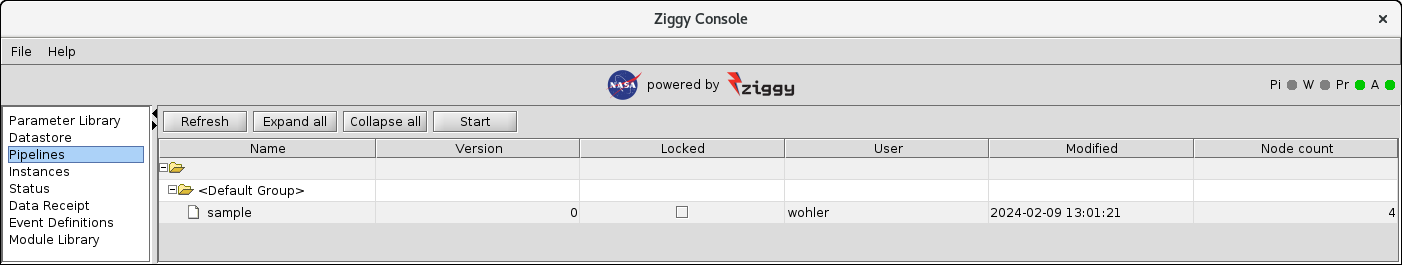 Ziggy Console
File Help
NASA powered by ziggy
Pi W Pr A
Parameter Library
Datastore
Pipelines
Instances
Status
Data Receipt
Event Definitions
Module Library
Refresh Expand all Collapse all Start
Name Version Locked User Modified Node count
<Default Group>
sample 0 wohler 2024-02-09 13:01:21 4